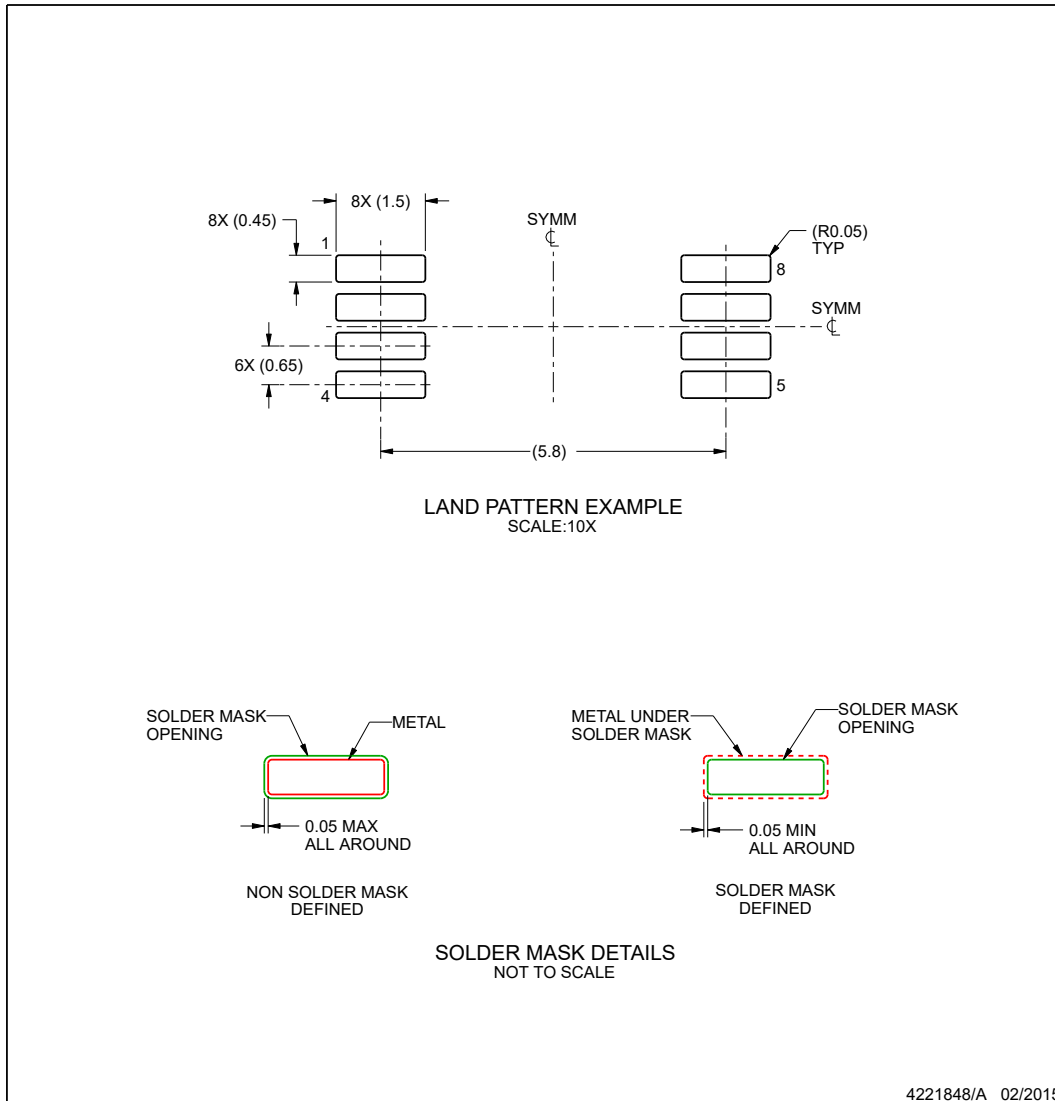 8X (1.5)
8X (0.45)
SYMM
℄
(R0.05)
TYP
1
8
SYMM
℄
6X (0.65)
4
5
(5.8)
LAND PATTERN EXAMPLE
SCALE:10X
SOLDER MASK
OPENING
METAL
METAL UNDER
SOLDER MASK
SOLDER MASK
OPENING
0.05 MAX
ALL AROUND
0.05 MIN
ALL AROUND
NON SOLDER MASK
DEFINED
SOLDER MASK
DEFINED
SOLDER MASK DETAILS
NOT TO SCALE
4221848/A 02/2015